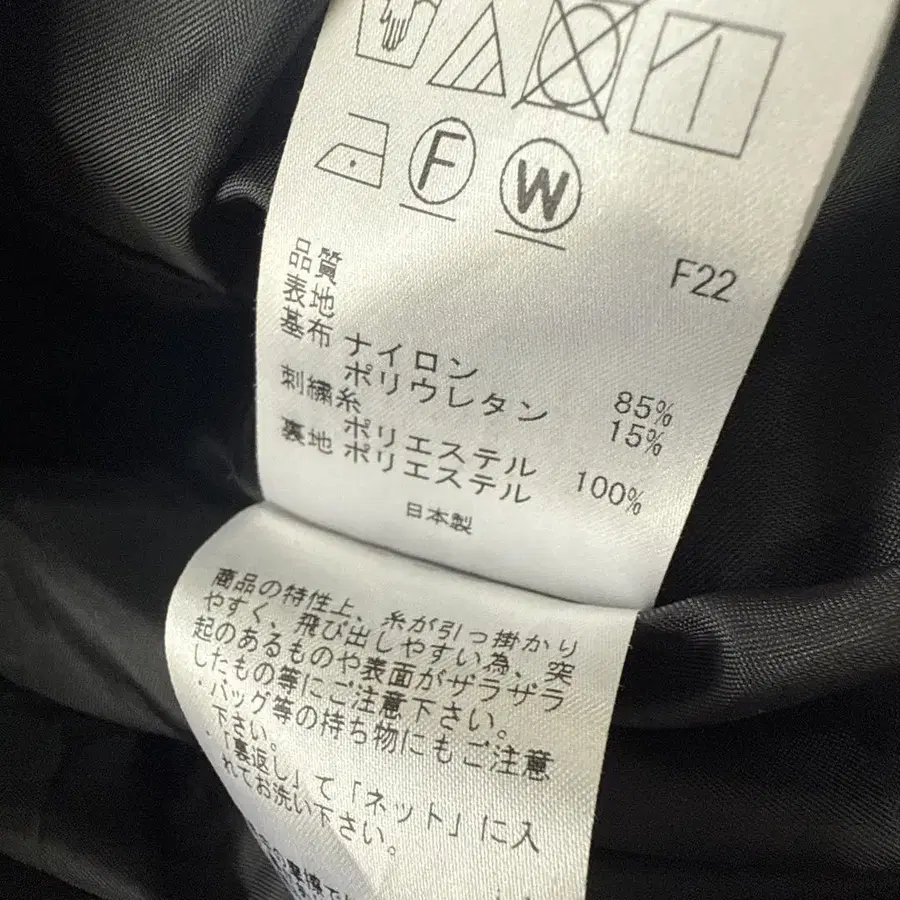 F
W
F22
品質
表地
基布 ナイロン 85%
ポリウレタン 15%
刺繍糸
ポリエステル 100%
裏地 ポリエステル
日本製
商品の特性上、糸が引っ掛かり
やすく、飛び出しやすい為、突
起のあるものや表面がザラザラ
したもの等にご注意下さい。
・バッグ等の持ち物にもご注意
下さい。
・「裏返し」て「ネット」に入
れてお洗い下さい。